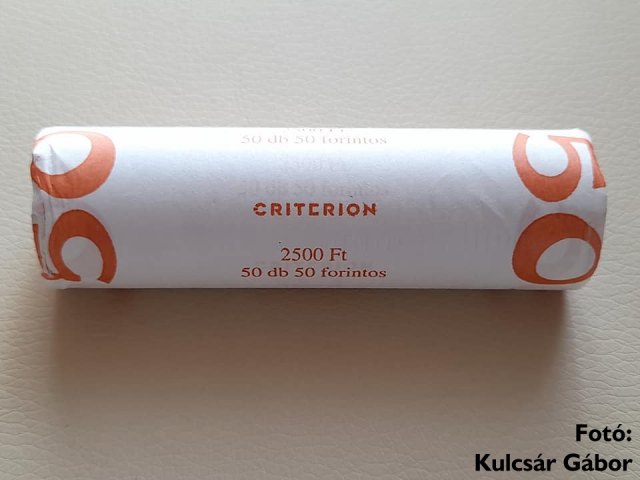 50 db 50 forintos
CRITERION
2500 Ft
50 db 50 forintos
50
50
Fotó:
Kulcsár Gábor